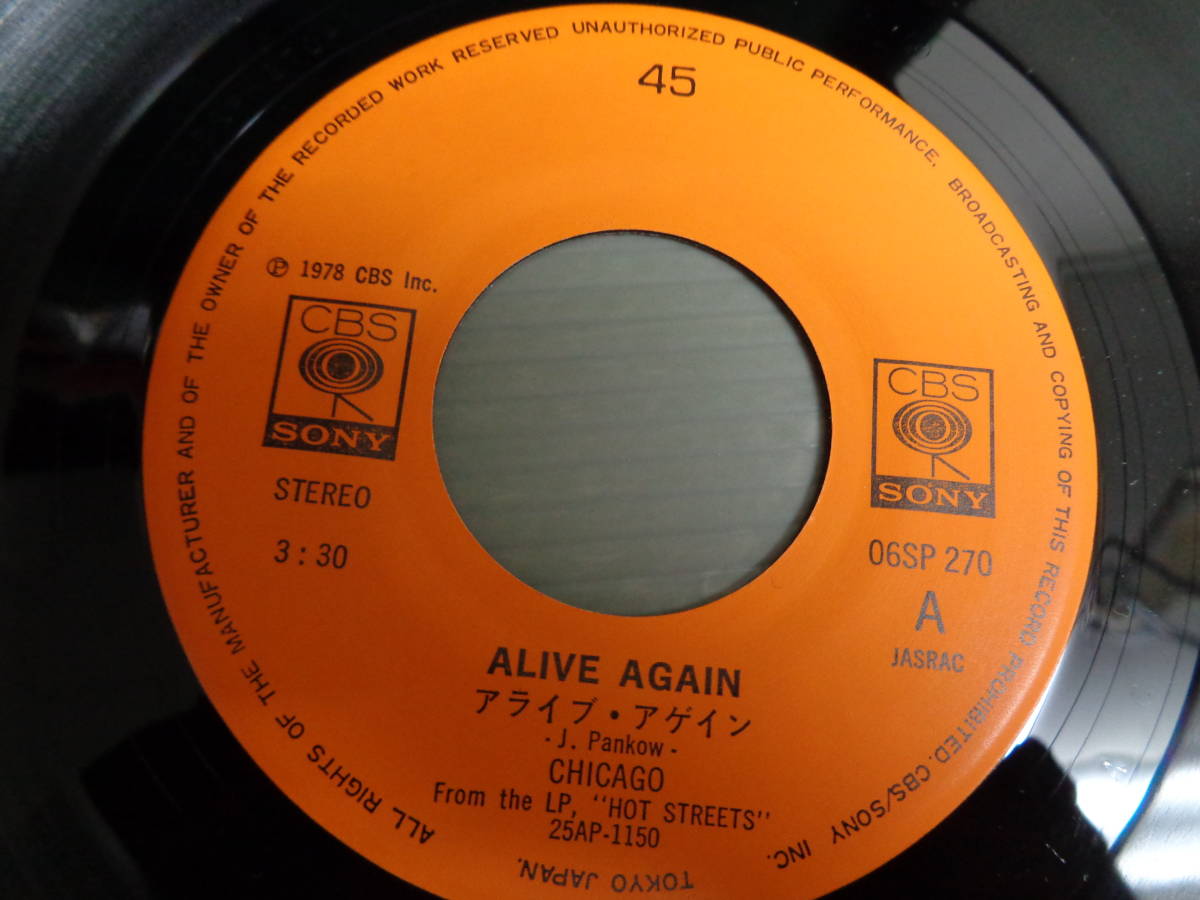 45
ALL RIGHTS OF THE MANUFACTURER AND OF THE OWNER OF THE RECORDED WORK RESERVED UNAUTHORIZED PUBLIC PERFORMANCE, BROADCASTING AND COPYING OF THIS RECORD PROHIBITED. CBS/SONY INC.
TOKYO JAPAN.
℗ 1978 CBS Inc.
CBS
SONY
STEREO
3:30
CBS
SONY
06SP 270
A
JASRAC
ALIVE AGAIN
アライブ・アゲイン
- J. Pankow -
CHICAGO
From the LP, "HOT STREETS"
25AP-1150